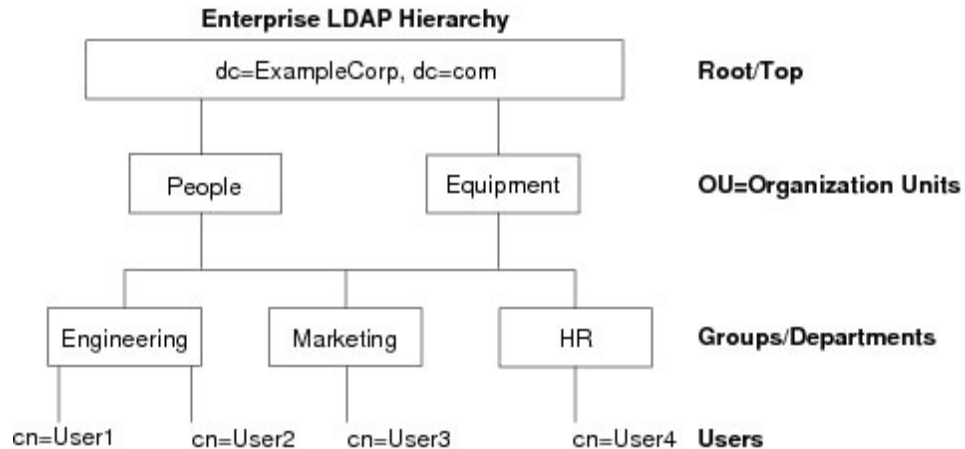 Enterprise LDAP Hierarchy
dc=ExampleCorp, dc=com
Root/Top
People
Equipment
OU=Organization Units
Engineering
Marketing
HR
Groups/Departments
cn=User1
cn=User2
cn=User3
cn=User4
Users